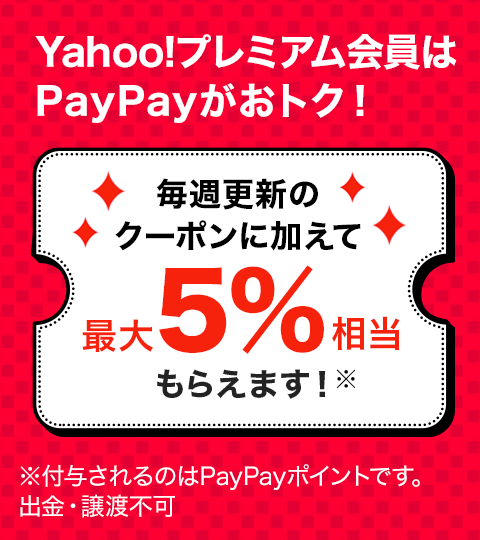 Yahoo!プレミアム会員は
PayPayがおトク！
毎週更新の
クーポンに加えて
最大5%相当
もらえます！※
※付与されるのはPayPayポイントです。
出金・譲渡不可